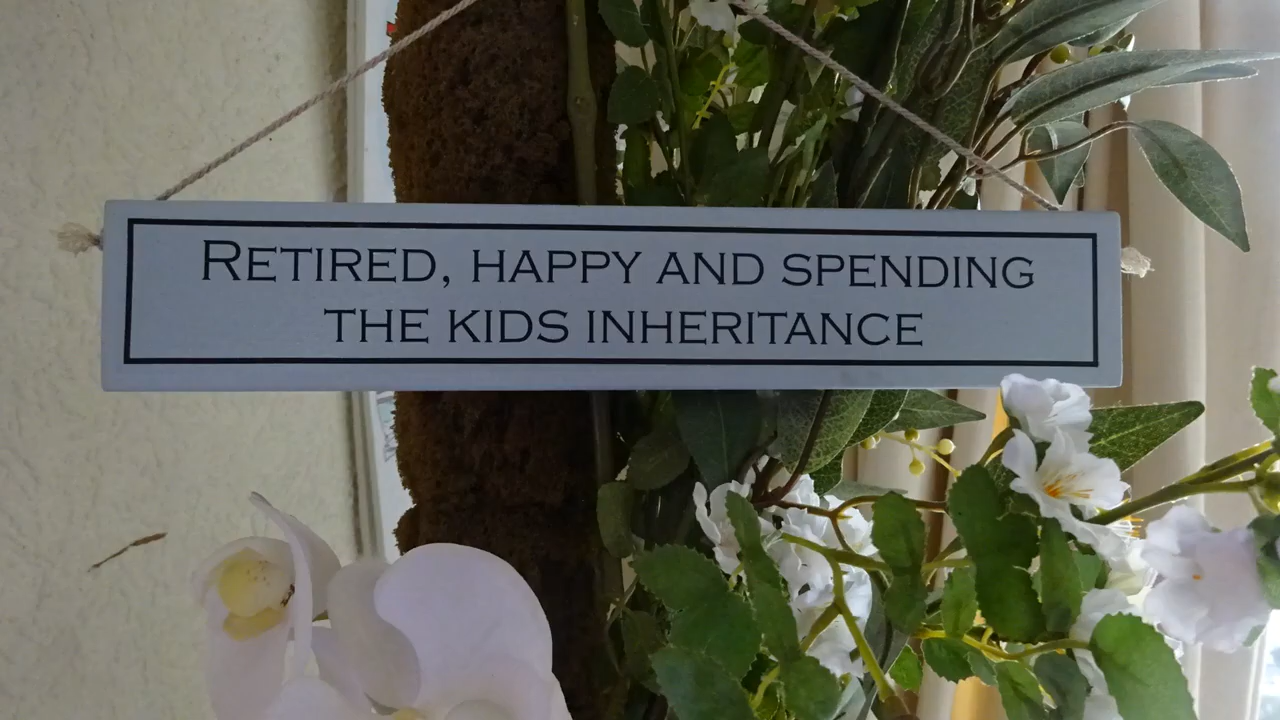 Retired, happy and spending
the kids inheritance